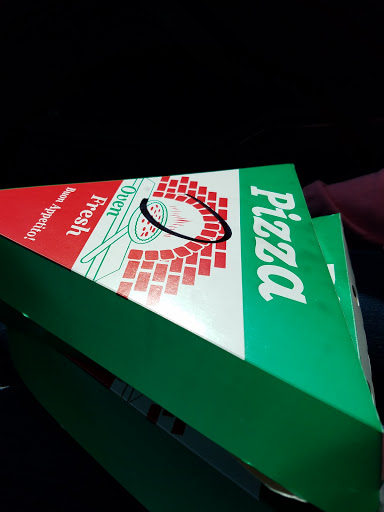 Pizza
Oven
Fresh
Buon Appetito!